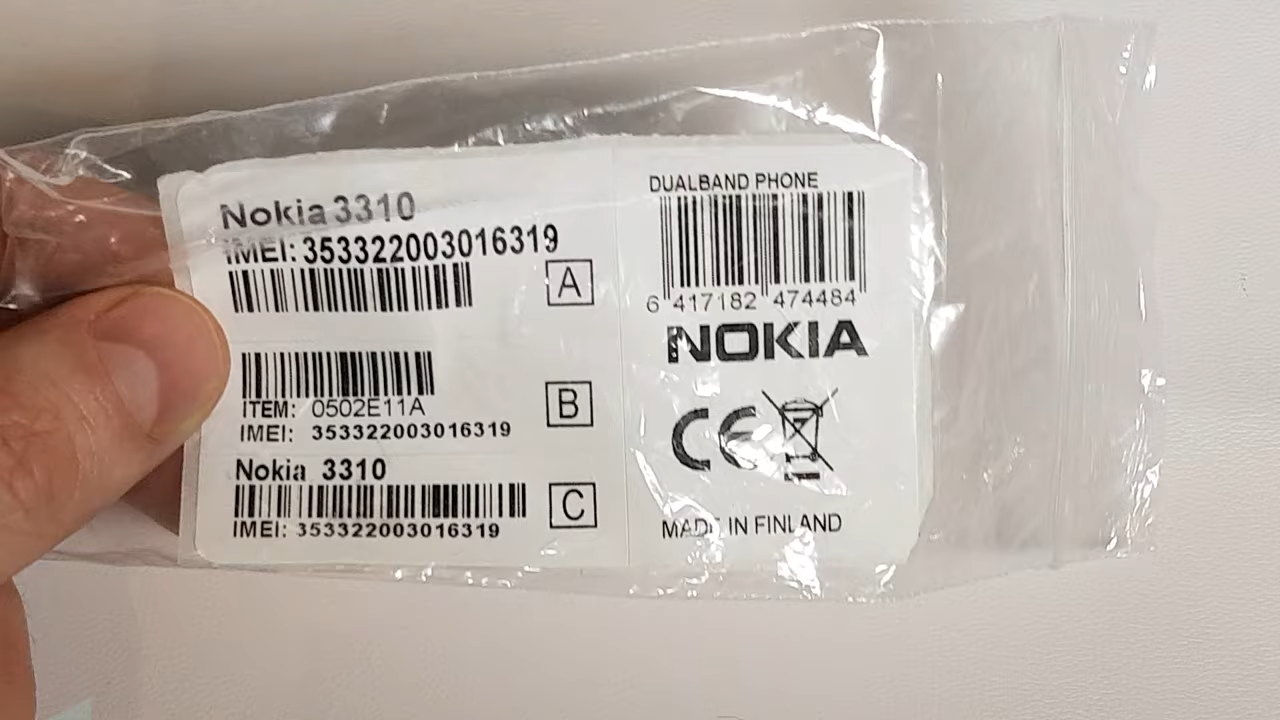 Nokia 3310
IMEI: 353322003016319
A
ITEM: 0502E11A
B
IMEI: 353322003016319
Nokia 3310
C
IMEI: 353322003016319
DUALBAND PHONE
6 417182 474484
NOKIA
CE
MADE IN FINLAND